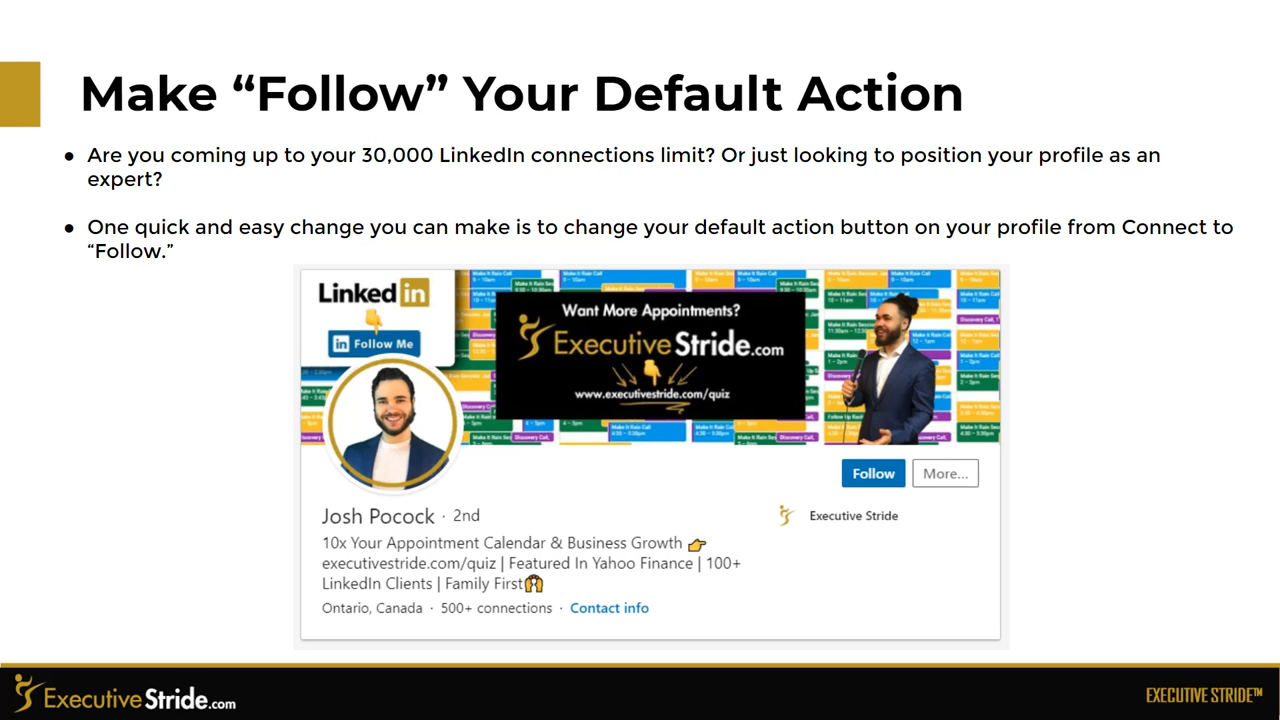 Make “Follow” Your Default Action
● Are you coming up to your 30,000 LinkedIn connections limit? Or just looking to position your profile as an
expert?
● One quick and easy change you can make is to change your default action button on your profile from Connect to
“Follow.”
Linked in
in Follow Me
Want More Appointments?
ExecutiveStride.com
www.executivestride.com/quiz
Follow
More...
Josh Pocock · 2nd
Executive Stride
10x Your Appointment Calendar & Business Growth 👉
executivestride.com/quiz | Featured In Yahoo Finance | 100+
LinkedIn Clients | Family First🙌
Ontario, Canada · 500+ connections · Contact info
ExecutiveStride.com
EXECUTIVE STRIDE™